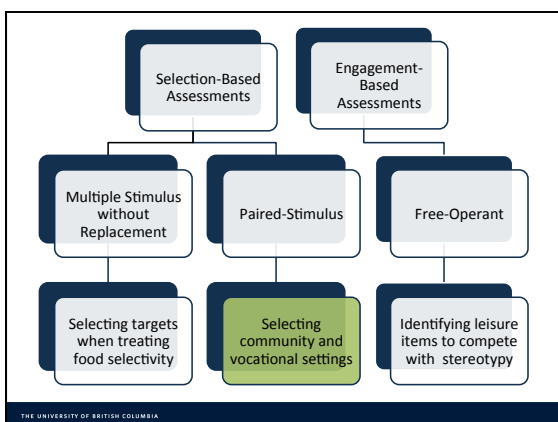 Selection-Based
Assessments
Engagement-
Based
Assessments
Multiple Stimulus
without
Replacement
Paired-Stimulus
Free-Operant
Selecting targets
when treating
food selectivity
Selecting
community and
vocational settings
Identifying leisure
items to compete
with stereotypy
THE UNIVERSITY OF BRITISH COLUMBIA